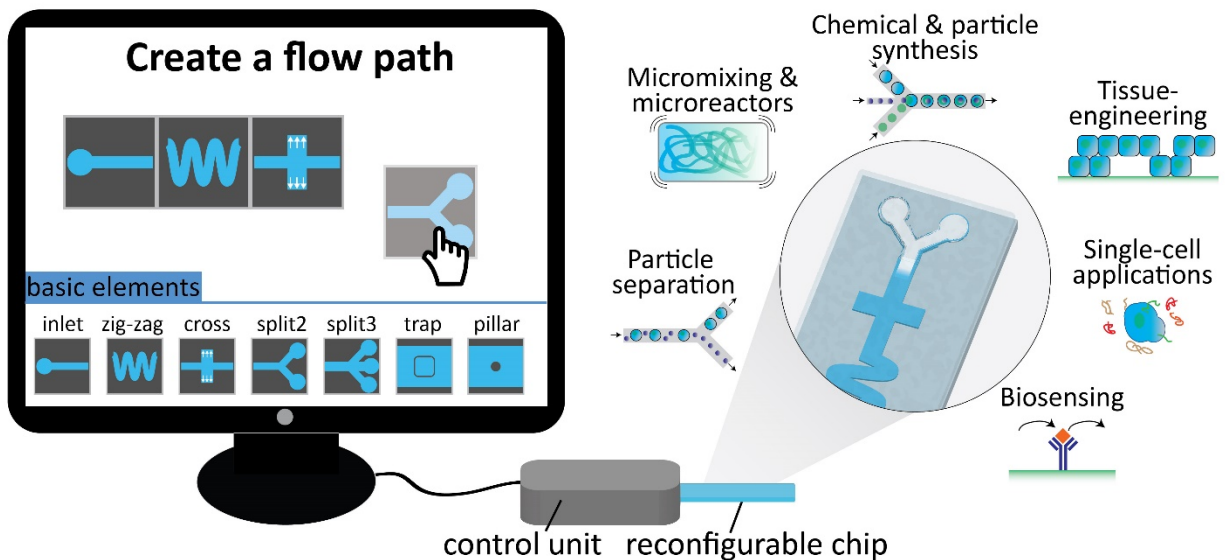 Create a flow path
basic elements
inlet
zig-zag
cross
split2
split3
trap
pillar
control unit
reconfigurable chip
Chemical & particle
synthesis
Micromixing &
microreactors
Tissue-
engineering
Particle
separation
Single-cell
applications
Biosensing